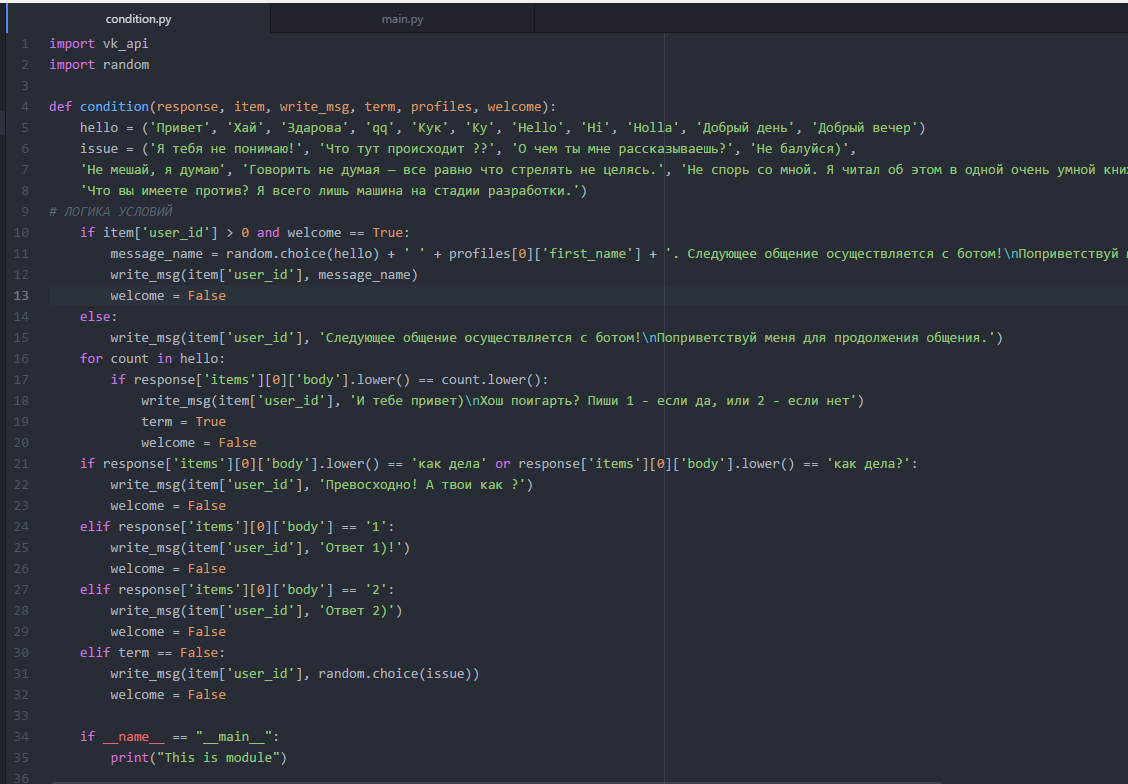 condition.py
main.py
1 import vk_api
2 import random
3
4 def condition(response, item, write_msg, term, profiles, welcome):
5     hello = ('Привет', 'Хай', 'Здарова', 'qq', 'Кук', 'Ку', 'Hello', 'Hi', 'Holla', 'Добрый день', 'Добрый вечер')
6     issue = ('Я тебя не понимаю!', 'Что тут происходит ??', 'О чем ты мне рассказываешь?', 'Не балуйся)',
7     'Не мешай, я думаю', 'Говорить не думая – все равно что стрелять не целясь.', 'Не спорь со мной. Я читал об этом в одной очень умной
8     'Что вы имеете против? Я всего лишь машина на стадии разработки.')
9 # ЛОГИКА УСЛОВИЙ
10     if item['user_id'] > 0 and welcome == True:
11         message_name = random.choice(hello) + ' ' + profiles[0]['first_name'] + '. Следующее общение осуществляется с ботом!\nПоприветствуй
12         write_msg(item['user_id'], message_name)
13         welcome = False
14     else:
15         write_msg(item['user_id'], 'Следующее общение осуществляется с ботом!\nПоприветствуй меня для продолжения общения.')
16     for count in hello:
17         if response['items'][0]['body'].lower() == count.lower():
18             write_msg(item['user_id'], 'И тебе привет)\nХош поигарть? Пиши 1 - если да, или 2 - если нет')
19             term = True
20             welcome = False
21     if response['items'][0]['body'].lower() == 'как дела' or response['items'][0]['body'].lower() == 'как дела?':
22         write_msg(item['user_id'], 'Превосходно! А твои как ?')
23         welcome = False
24     elif response['items'][0]['body'] == '1':
25         write_msg(item['user_id'], 'Ответ 1)!')
26         welcome = False
27     elif response['items'][0]['body'] == '2':
28         write_msg(item['user_id'], 'Ответ 2)')
29         welcome = False
30     elif term == False:
31         write_msg(item['user_id'], random.choice(issue))
32         welcome = False
33
34     if __name__ == "__main__":
35         print("This is module")
36